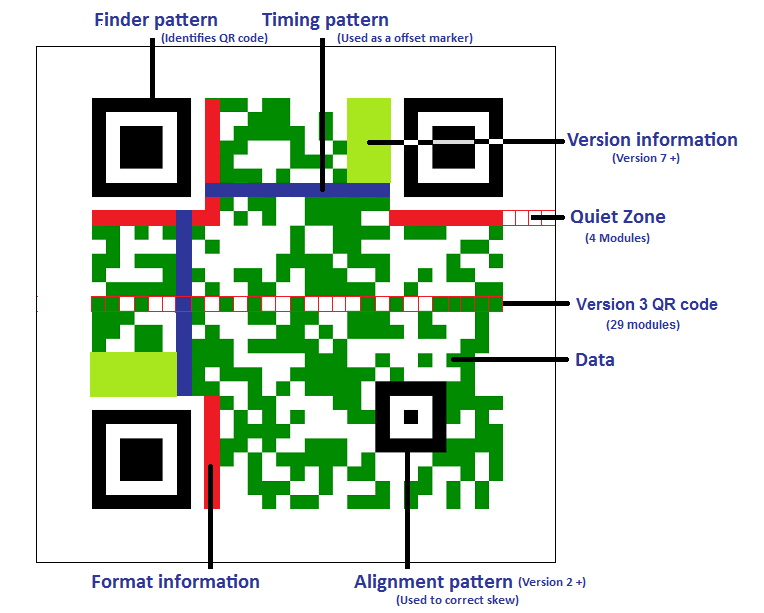 Finder pattern
(Identifies QR code)
Timing pattern
(Used as a offset marker)
Version information
(Version 7 +)
Quiet Zone
(4 Modules)
Version 3 QR code
(29 modules)
Data
Format information
Alignment pattern (Version 2 +)
(Used to correct skew)